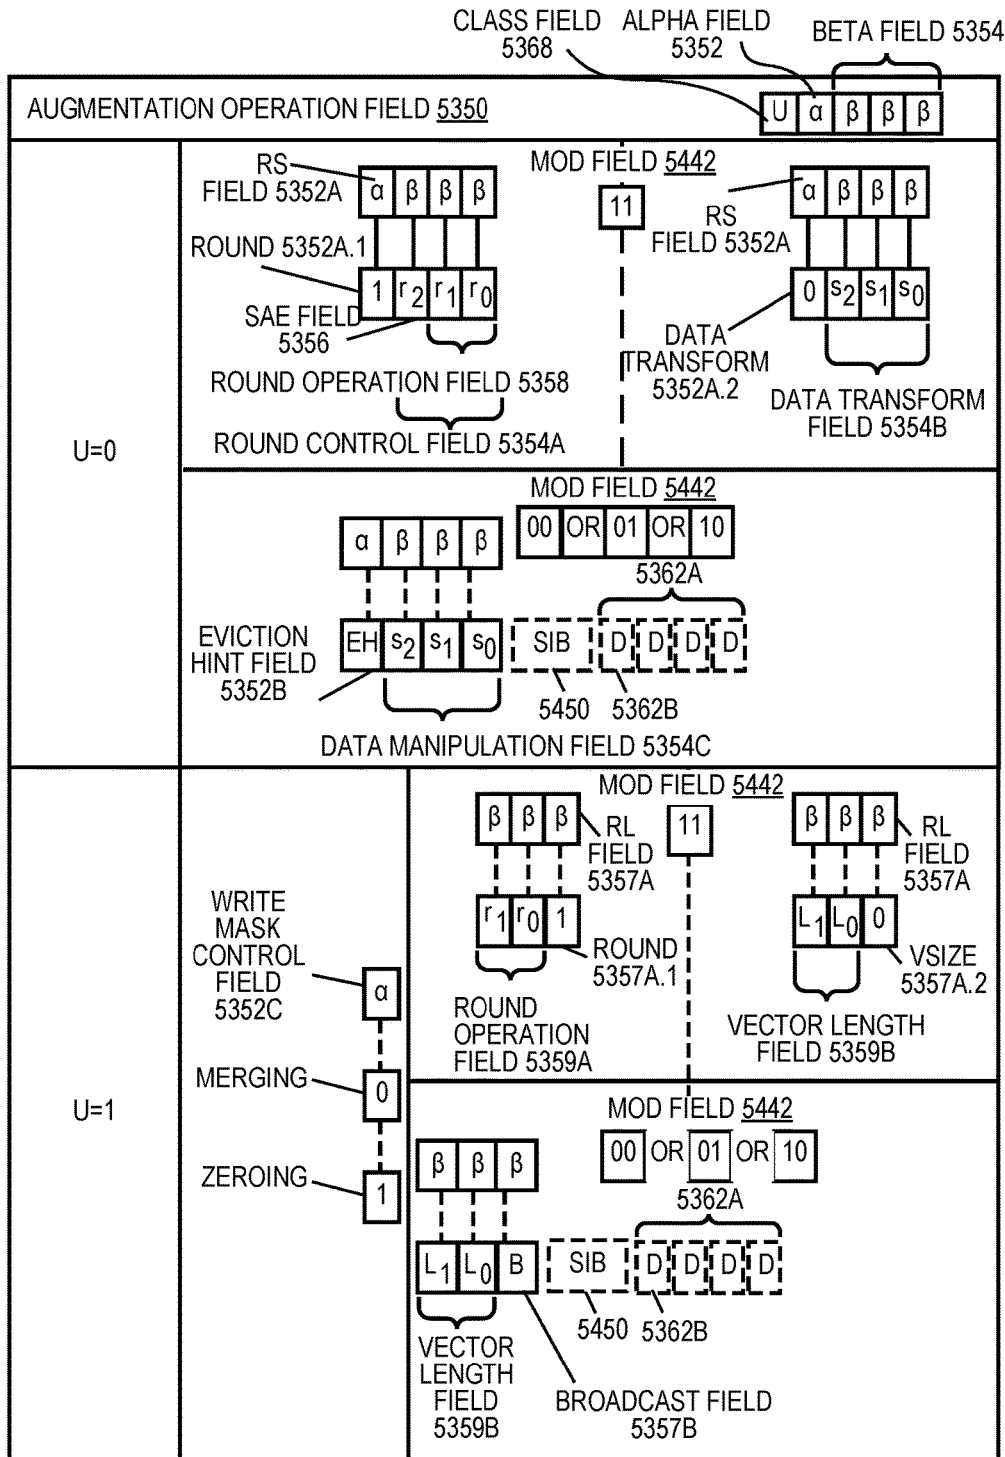 CLASS FIELD
5368
ALPHA FIELD
5352
BETA FIELD 5354
AUGMENTATION OPERATION FIELD 5350
U α β β β
U=0
RS
FIELD 5352A
α β β β
MOD FIELD 5442
11
α β β β
RS
FIELD 5352A
ROUND 5352A.1
1 r2 r1 r0
0 s2 s1 s0
SAE FIELD
5356
DATA
TRANSFORM
5352A.2
ROUND OPERATION FIELD 5358
DATA TRANSFORM
FIELD 5354B
ROUND CONTROL FIELD 5354A
MOD FIELD 5442
α β β β
00 OR 01 OR 10
5362A
EVICTION
HINT FIELD
5352B
EH s2 s1 s0
SIB
D D D D
5450
5362B
DATA MANIPULATION FIELD 5354C
U=1
MOD FIELD 5442
β β β
RL
FIELD
5357A
11
β β β
RL
FIELD
5357A
WRITE
MASK
CONTROL
FIELD
5352C
α
MERGING
0
ZEROING
1
r1 r0 1
ROUND
5357A.1
L1 L0 0
VSIZE
5357A.2
ROUND
OPERATION
FIELD 5359A
VECTOR LENGTH
FIELD 5359B
MOD FIELD 5442
β β β
00 OR 01 OR 10
5362A
L1 L0 B
SIB
D D D D
5450
5362B
VECTOR
LENGTH
FIELD
5359B
BROADCAST FIELD
5357B